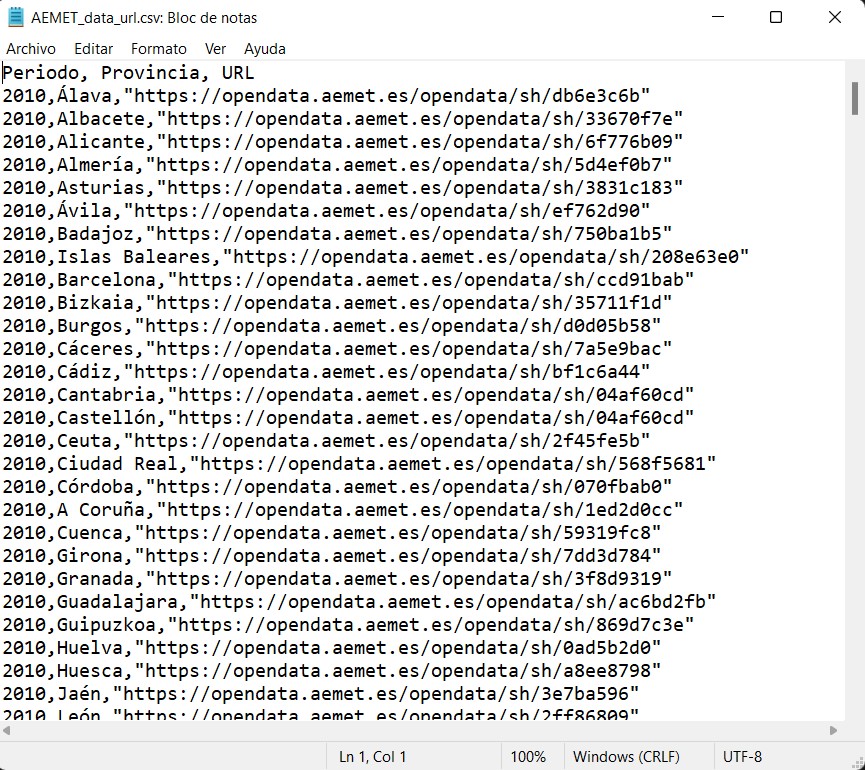 AEMET_data_url.csv: Bloc de notas
Archivo Editar Formato Ver Ayuda
Periodo, Provincia, URL
2010,Álava,"https://opendata.aemet.es/opendata/sh/db6e3c6b"
2010,Albacete,"https://opendata.aemet.es/opendata/sh/33670f7e"
2010,Alicante,"https://opendata.aemet.es/opendata/sh/6f776b09"
2010,Almería,"https://opendata.aemet.es/opendata/sh/5d4ef0b7"
2010,Asturias,"https://opendata.aemet.es/opendata/sh/3831c183"
2010,Ávila,"https://opendata.aemet.es/opendata/sh/ef762d90"
2010,Badajoz,"https://opendata.aemet.es/opendata/sh/750ba1b5"
2010,Islas Baleares,"https://opendata.aemet.es/opendata/sh/208e63e0"
2010,Barcelona,"https://opendata.aemet.es/opendata/sh/ccd91bab"
2010,Bizkaia,"https://opendata.aemet.es/opendata/sh/35711f1d"
2010,Burgos,"https://opendata.aemet.es/opendata/sh/d0d05b58"
2010,Cáceres,"https://opendata.aemet.es/opendata/sh/7a5e9bac"
2010,Cádiz,"https://opendata.aemet.es/opendata/sh/bf1c6a44"
2010,Cantabria,"https://opendata.aemet.es/opendata/sh/04af60cd"
2010,Castellón,"https://opendata.aemet.es/opendata/sh/04af60cd"
2010,Ceuta,"https://opendata.aemet.es/opendata/sh/2f45fe5b"
2010,Ciudad Real,"https://opendata.aemet.es/opendata/sh/568f5681"
2010,Córdoba,"https://opendata.aemet.es/opendata/sh/070fbab0"
2010,A Coruña,"https://opendata.aemet.es/opendata/sh/1ed2d0cc"
2010,Cuenca,"https://opendata.aemet.es/opendata/sh/59319fc8"
2010,Girona,"https://opendata.aemet.es/opendata/sh/7dd3d784"
2010,Granada,"https://opendata.aemet.es/opendata/sh/3f8d9319"
2010,Guadalajara,"https://opendata.aemet.es/opendata/sh/ac6bd2fb"
2010,Guipuzkoa,"https://opendata.aemet.es/opendata/sh/869d7c3e"
2010,Huelva,"https://opendata.aemet.es/opendata/sh/0ad5b2d0"
2010,Huesca,"https://opendata.aemet.es/opendata/sh/a8ee8798"
2010,Jaén,"https://opendata.aemet.es/opendata/sh/3e7ba596"
2010,León,"https://opendata.aemet.es/opendata/sh/2ff86809"
Ln 1, Col 1 100% Windows (CRLF) UTF-8